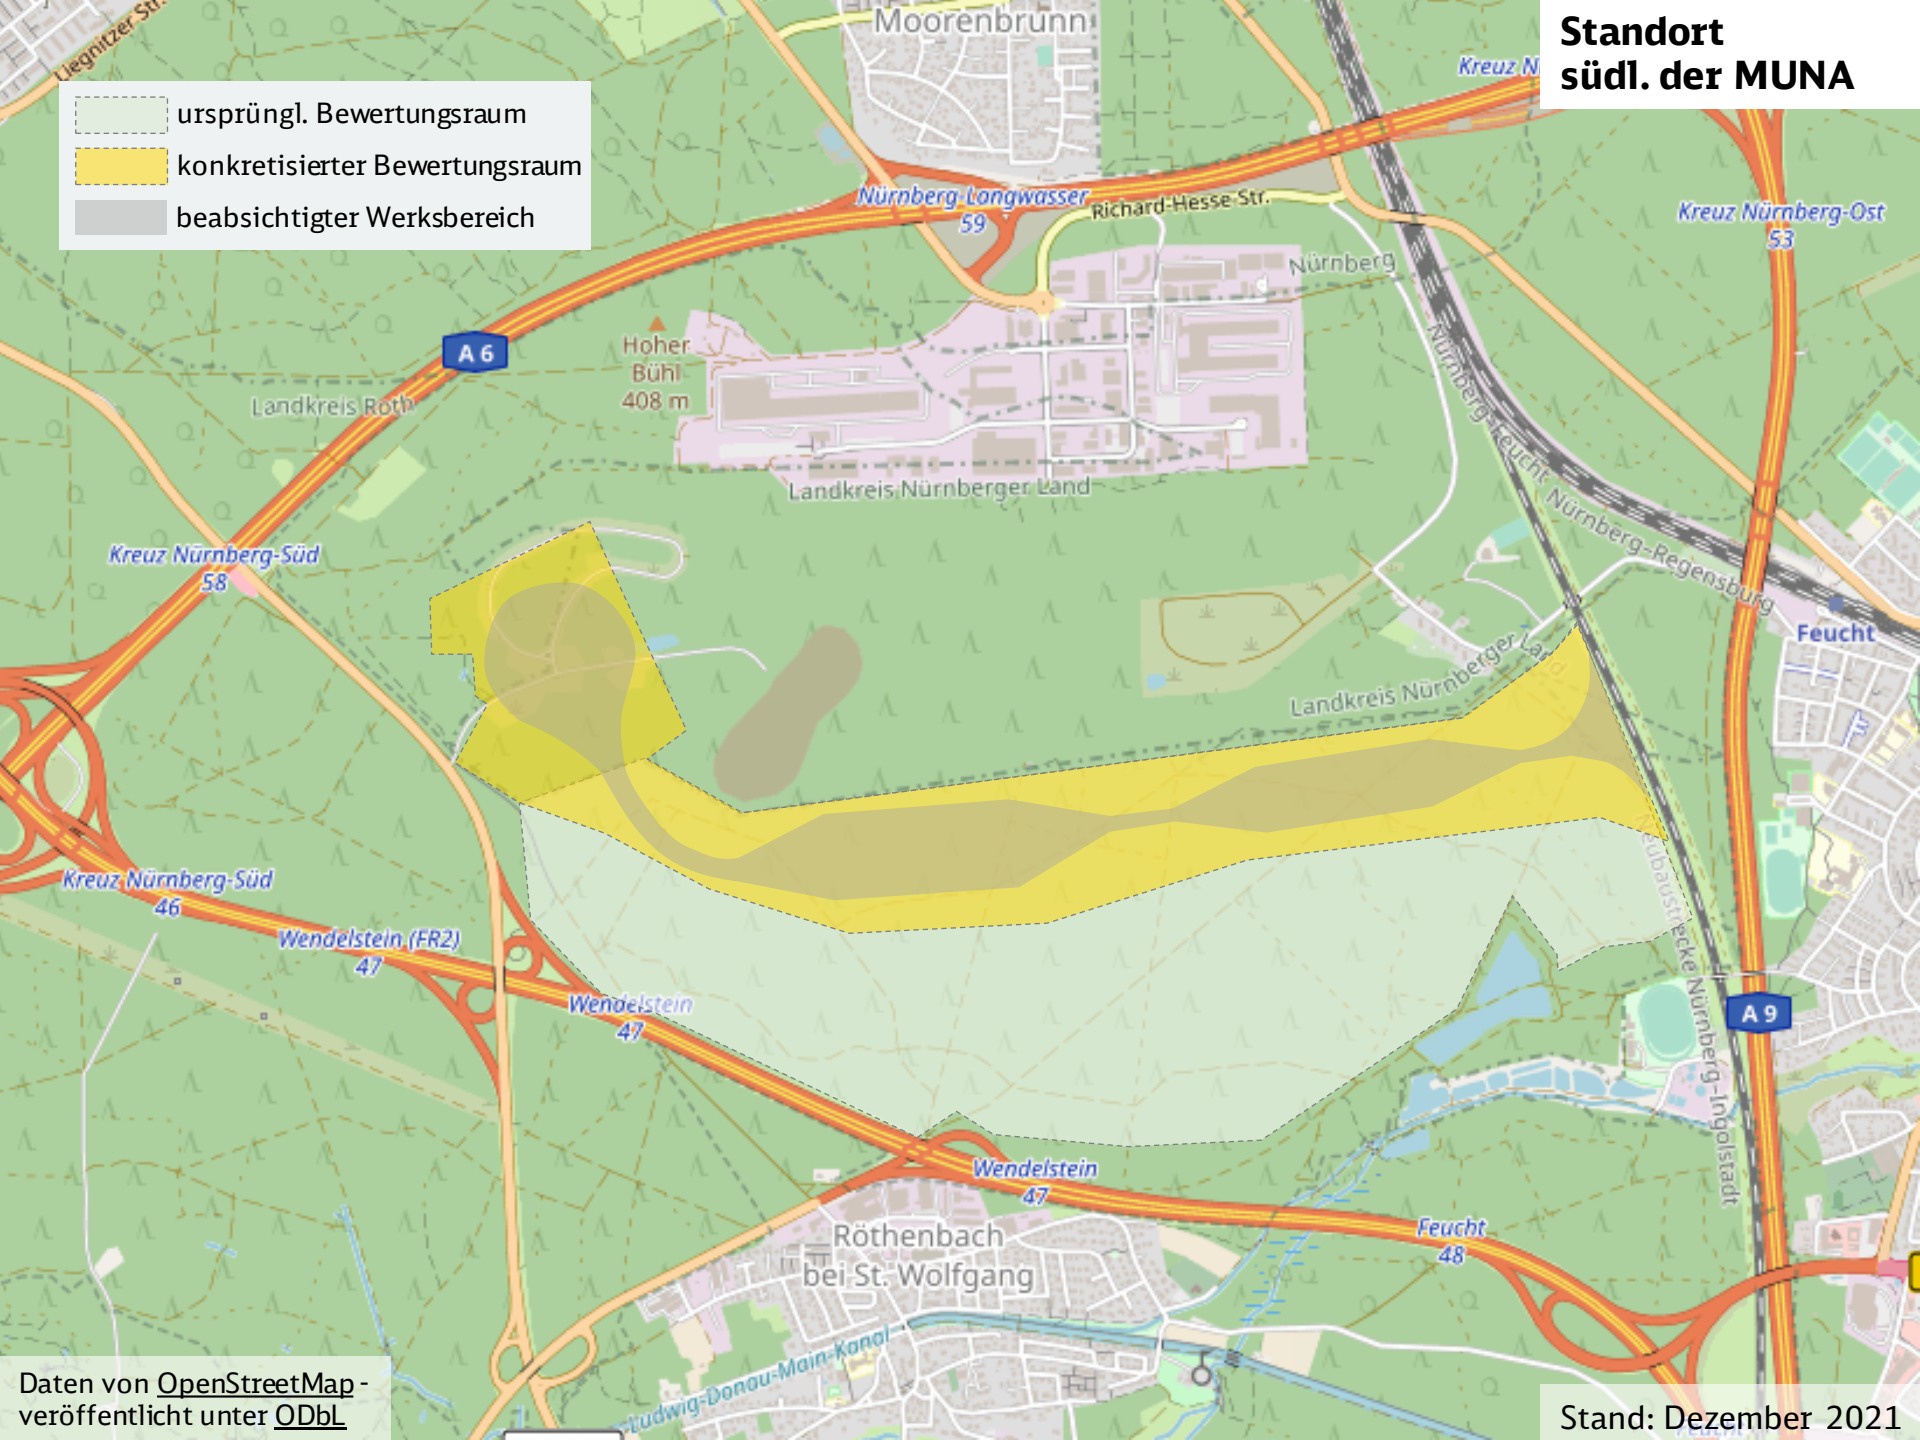 Moorenbrunn
Standort
südl. der MUNA
Liegnitzer Str.
Kreuz N
ursprüngl. Bewertungsraum
konkretisierter Bewertungsraum
beabsichtigter Werksbereich
Nürnberg-Langwasser
59
Richard-Hesse-Str.
Kreuz Nürnberg-Ost
53
Nürnberg
A 6
Hoher
Bühl
408 m
Landkreis Roth
Nürnberg-Feucht
Landkreis Nürnberger Land
Nürnberg-Regensburg
Kreuz Nürnberg-Süd
58
Feucht
Landkreis Nürnberger Land
Kreuz Nürnberg-Süd
46
Wendelstein (FR2)
47
Wendelstein
47
Neubaustrecke Nürnberg-Ingolstadt
A 9
Wendelstein
47
Feucht
48
Röthenbach
bei St. Wolfgang
Ludwig-Donau-Main-Kanal
Daten von OpenStreetMap -
veröffentlicht unter ODbL
Stand: Dezember 2021
Feucht